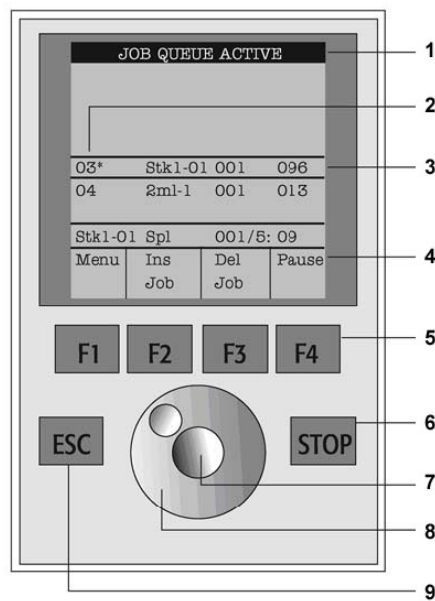 JOB QUEUE ACTIVE 1
2
03* Stk1-01 001 096 3
04 2ml-1 001 013
Stk1-01 Spl 001/5: 09
Menu Ins Job Del Job Pause 4
F1 F2 F3 F4 5
ESC STOP 6
7
8
9